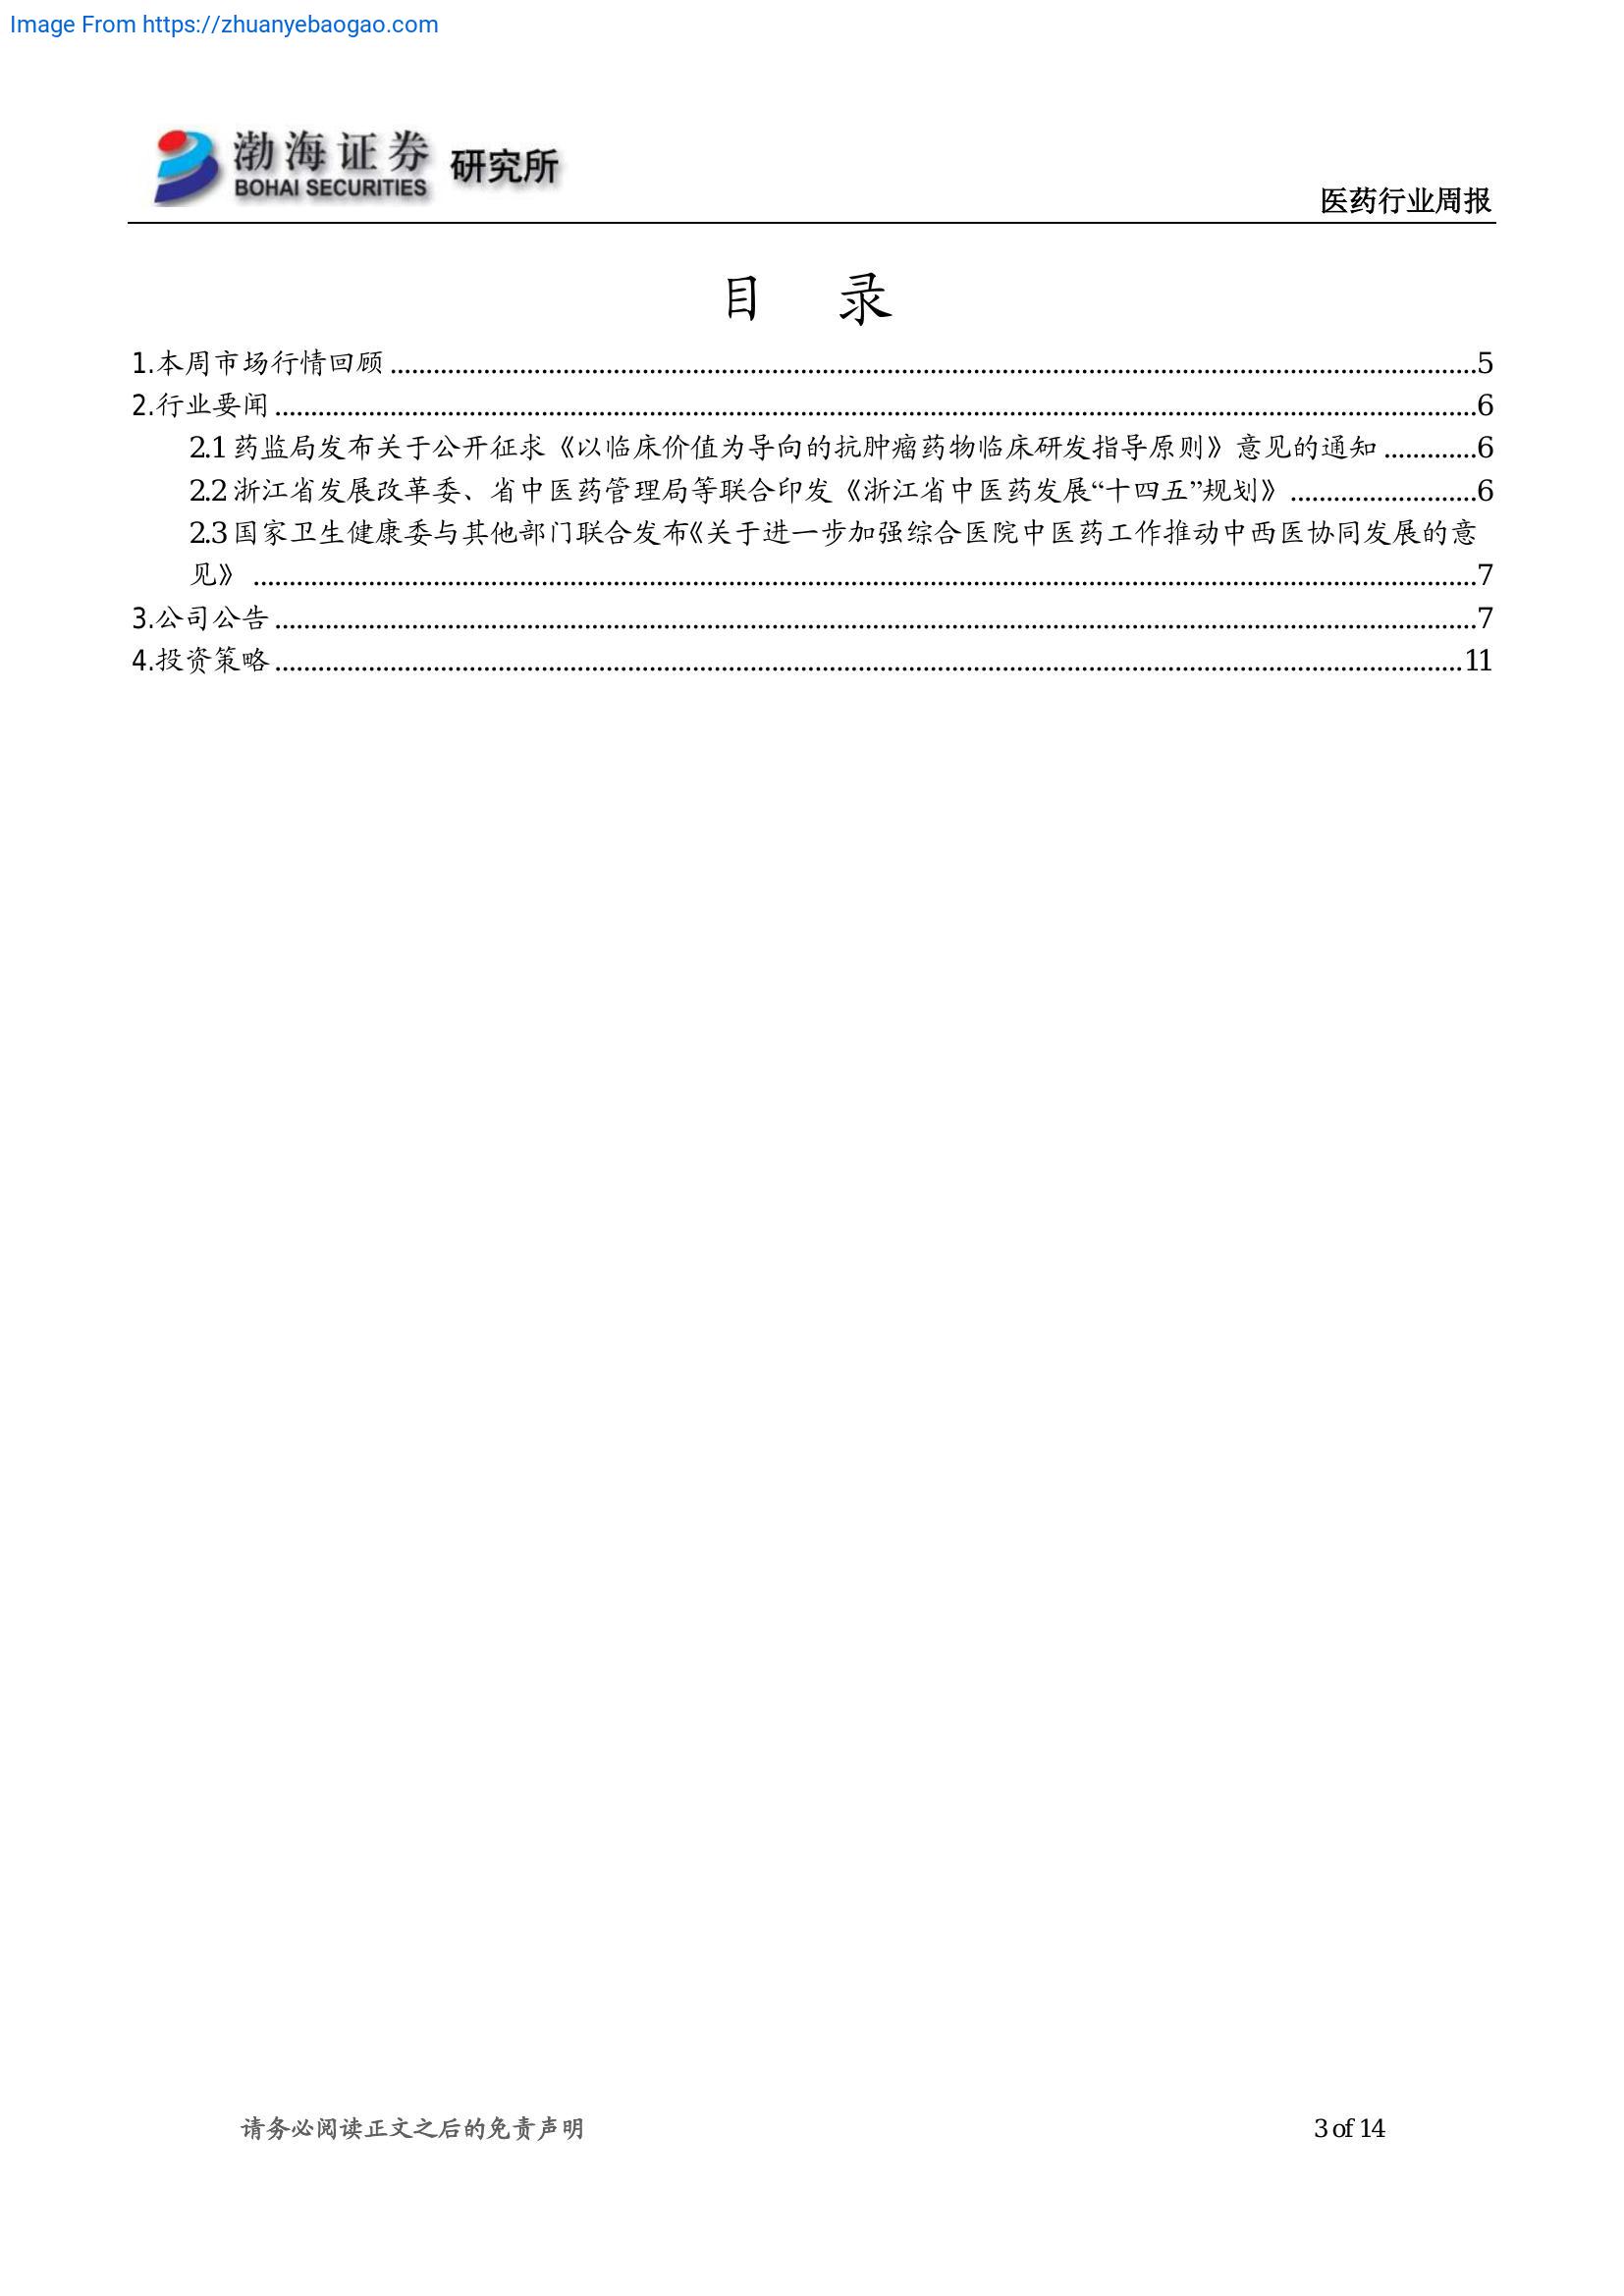 Image From https://zhuanyebaogao.com
渤海证券 研究所
BOHAI SECURITIES
医药行业周报
目 录
1.本周市场行情回顾 ........................................ 5
2.行业要闻 ........................................ 6
2.1 药监局发布关于公开征求《以临床价值为导向的抗肿瘤药物临床研发指导原则》意见的通知 ............. 6
2.2 浙江省发展改革委、省中医药管理局等联合印发《浙江省中医药发展“十四五”规划》 .......................... 6
2.3 国家卫生健康委与其他部门联合发布《关于进一步加强综合医院中医药工作推动中西医协同发展的意
见》 ........................................ 7
3.公司公告 ........................................ 7
4.投资策略 ........................................ 11
请务必阅读正文之后的免责声明
3 of 14